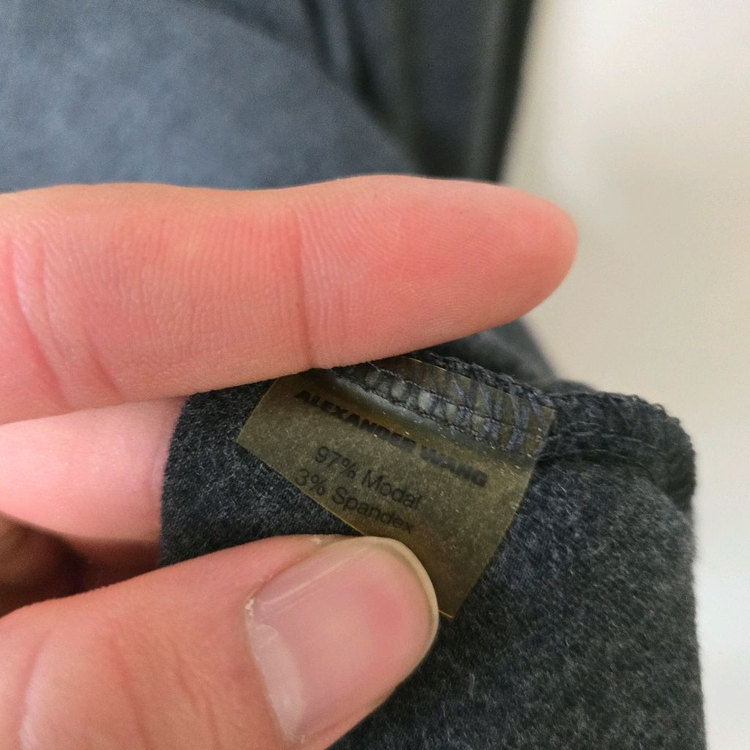 ALEXANDER WANG
97% Modal
3% Spandex